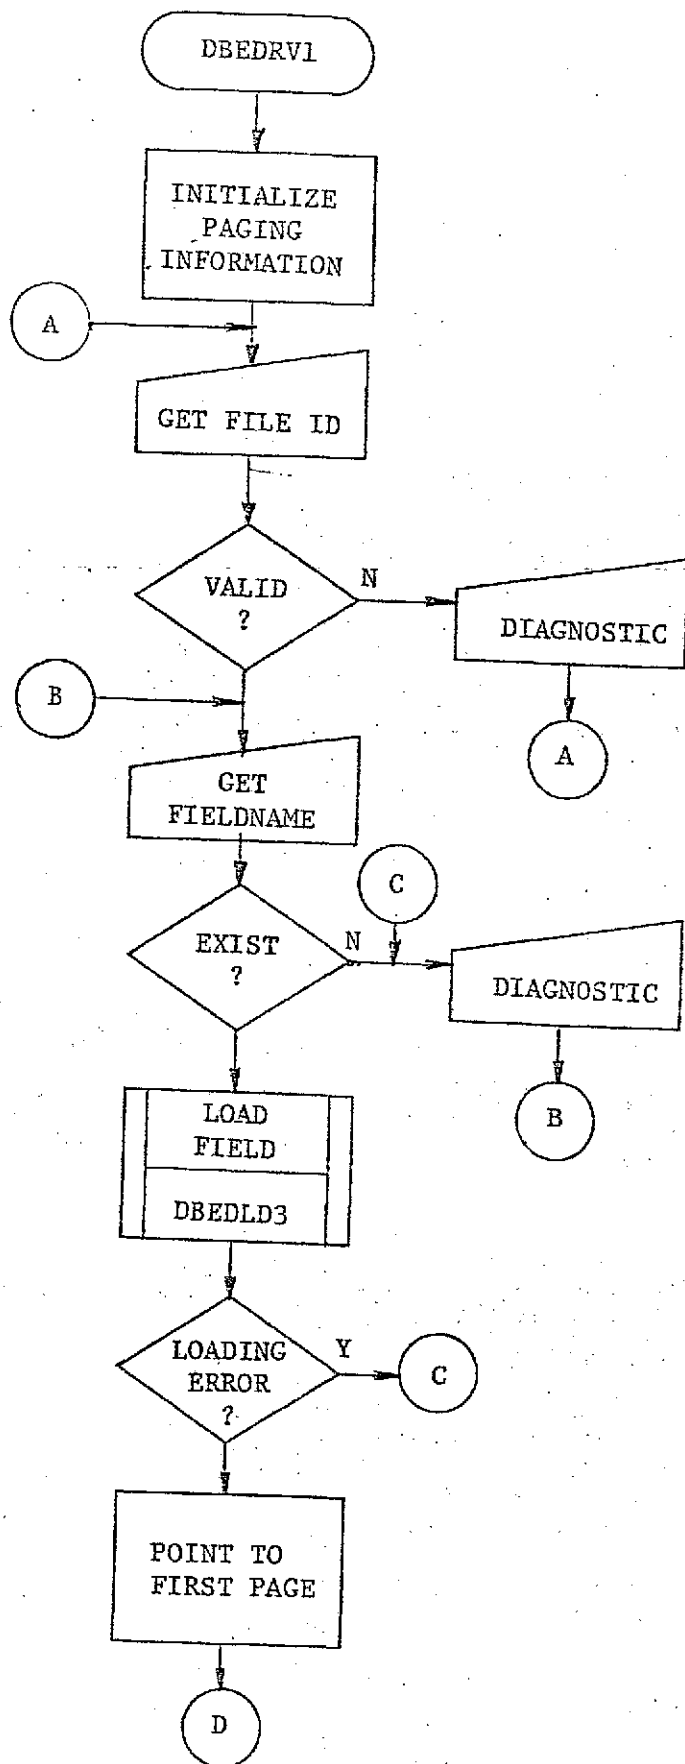 DBEDRV1
INITIALIZE
PAGING
INFORMATION
A
GET FILE ID
VALID
?
N
DIAGNOSTIC
A
B
GET
FIELDNAME
C
EXIST
?
N
DIAGNOSTIC
B
LOAD
FIELD
DBEDLD3
LOADING
ERROR
?
Y
C
POINT TO
FIRST PAGE
D